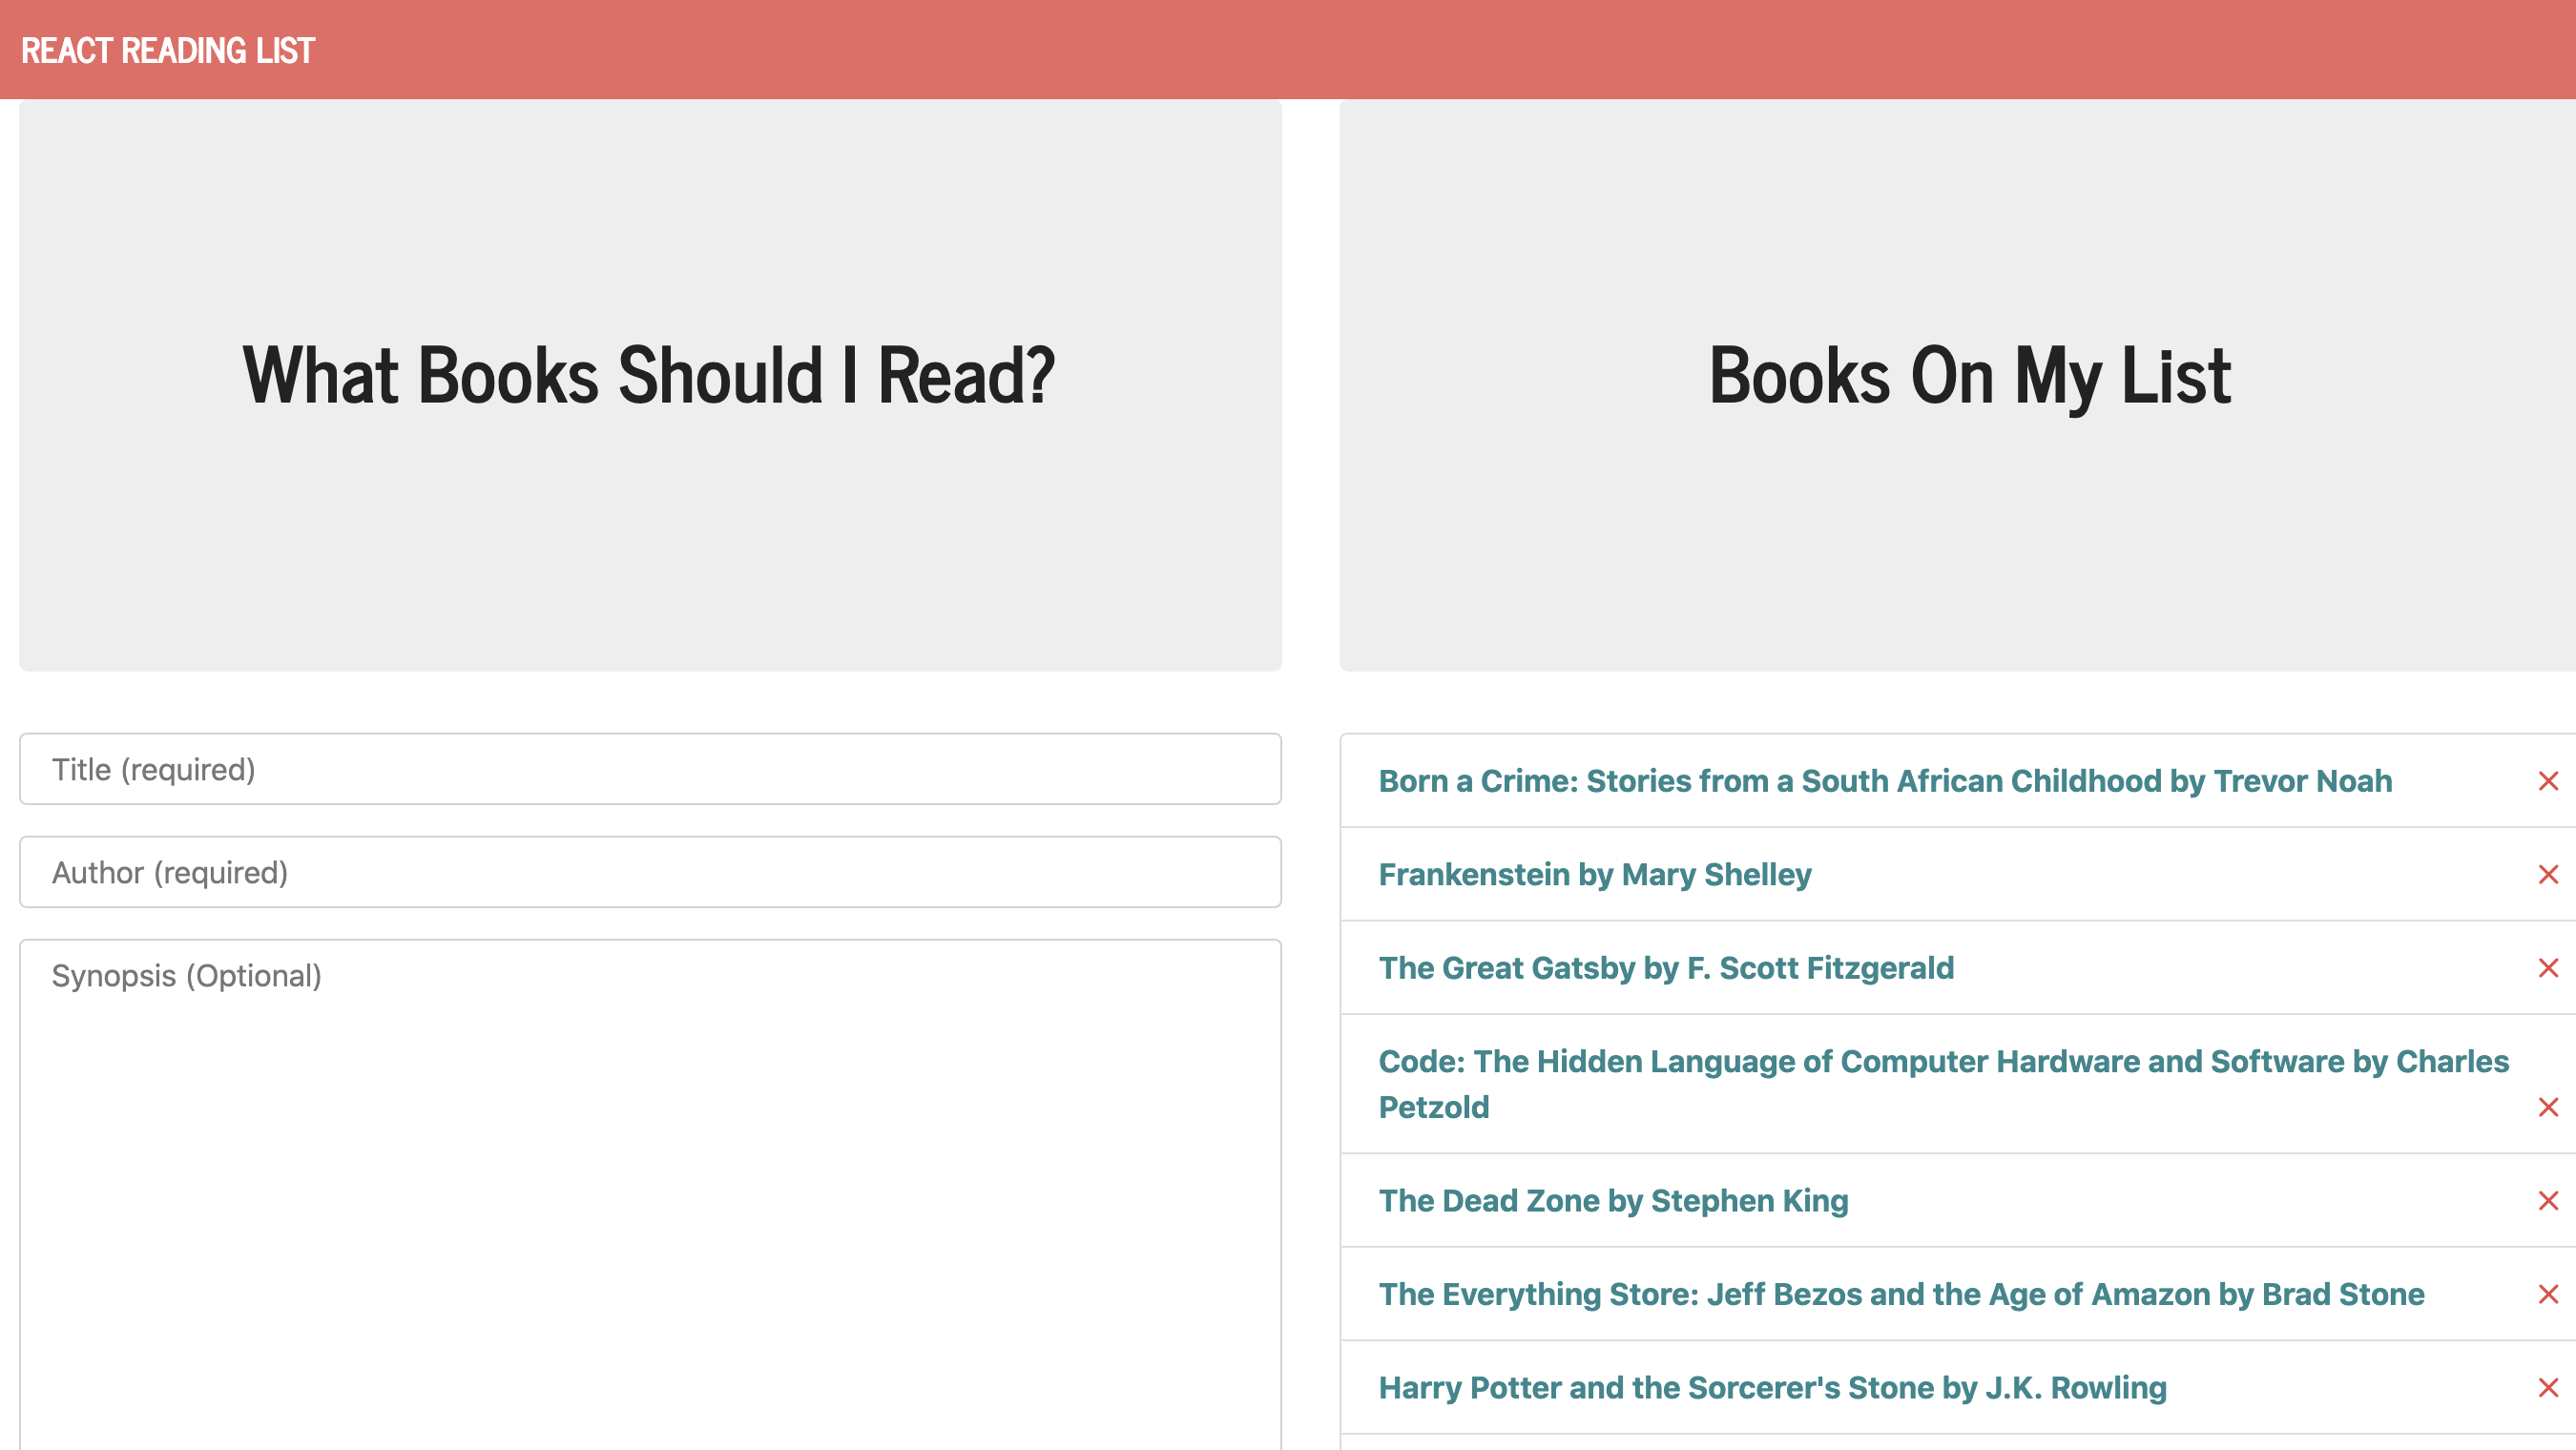 REACT READING LIST
What Books Should I Read?
Title (required)
Author (required)
Synopsis (Optional)
Books On My List
Born a Crime: Stories from a South African Childhood by Trevor Noah
Frankenstein by Mary Shelley
The Great Gatsby by F. Scott Fitzgerald
Code: The Hidden Language of Computer Hardware and Software by Charles
Petzold
The Dead Zone by Stephen King
The Everything Store: Jeff Bezos and the Age of Amazon by Brad Stone
Harry Potter and the Sorcerer's Stone by J.K. Rowling